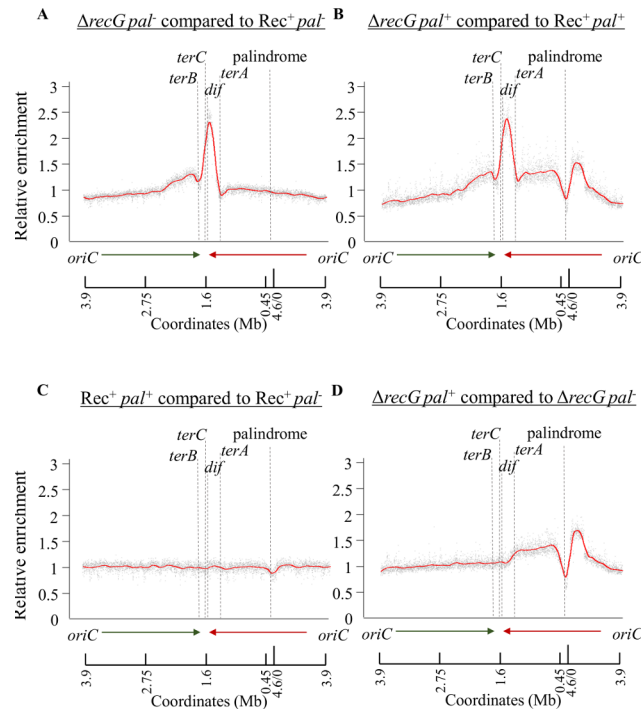 A ΔrecG pal- compared to Rec+ pal-
terC
terB
dif
terA
palindrome
Relative enrichment
3
2.5
2
1.5
1
0.5
0
oriC
oriC
3.9
2.75
1.6
0.45
4.6/0
3.9
Coordinates (Mb)
B ΔrecG pal+ compared to Rec+ pal+
terC
terB
dif
terA
palindrome
3
2.5
2
1.5
1
0.5
0
oriC
oriC
3.9
2.75
1.6
0.45
4.6/0
3.9
Coordinates (Mb)
C Rec+ pal+ compared to Rec+ pal-
terC
terB
dif
terA
palindrome
Relative enrichment
3
2.5
2
1.5
1
0.5
0
oriC
oriC
3.9
2.75
1.6
0.45
4.6/0
3.9
Coordinates (Mb)
D ΔrecG pal+ compared to ΔrecG pal-
terC
terB
dif
terA
palindrome
3
2.5
2
1.5
1
0.5
0
oriC
oriC
3.9
2.75
1.6
0.45
4.6/0
3.9
Coordinates (Mb)